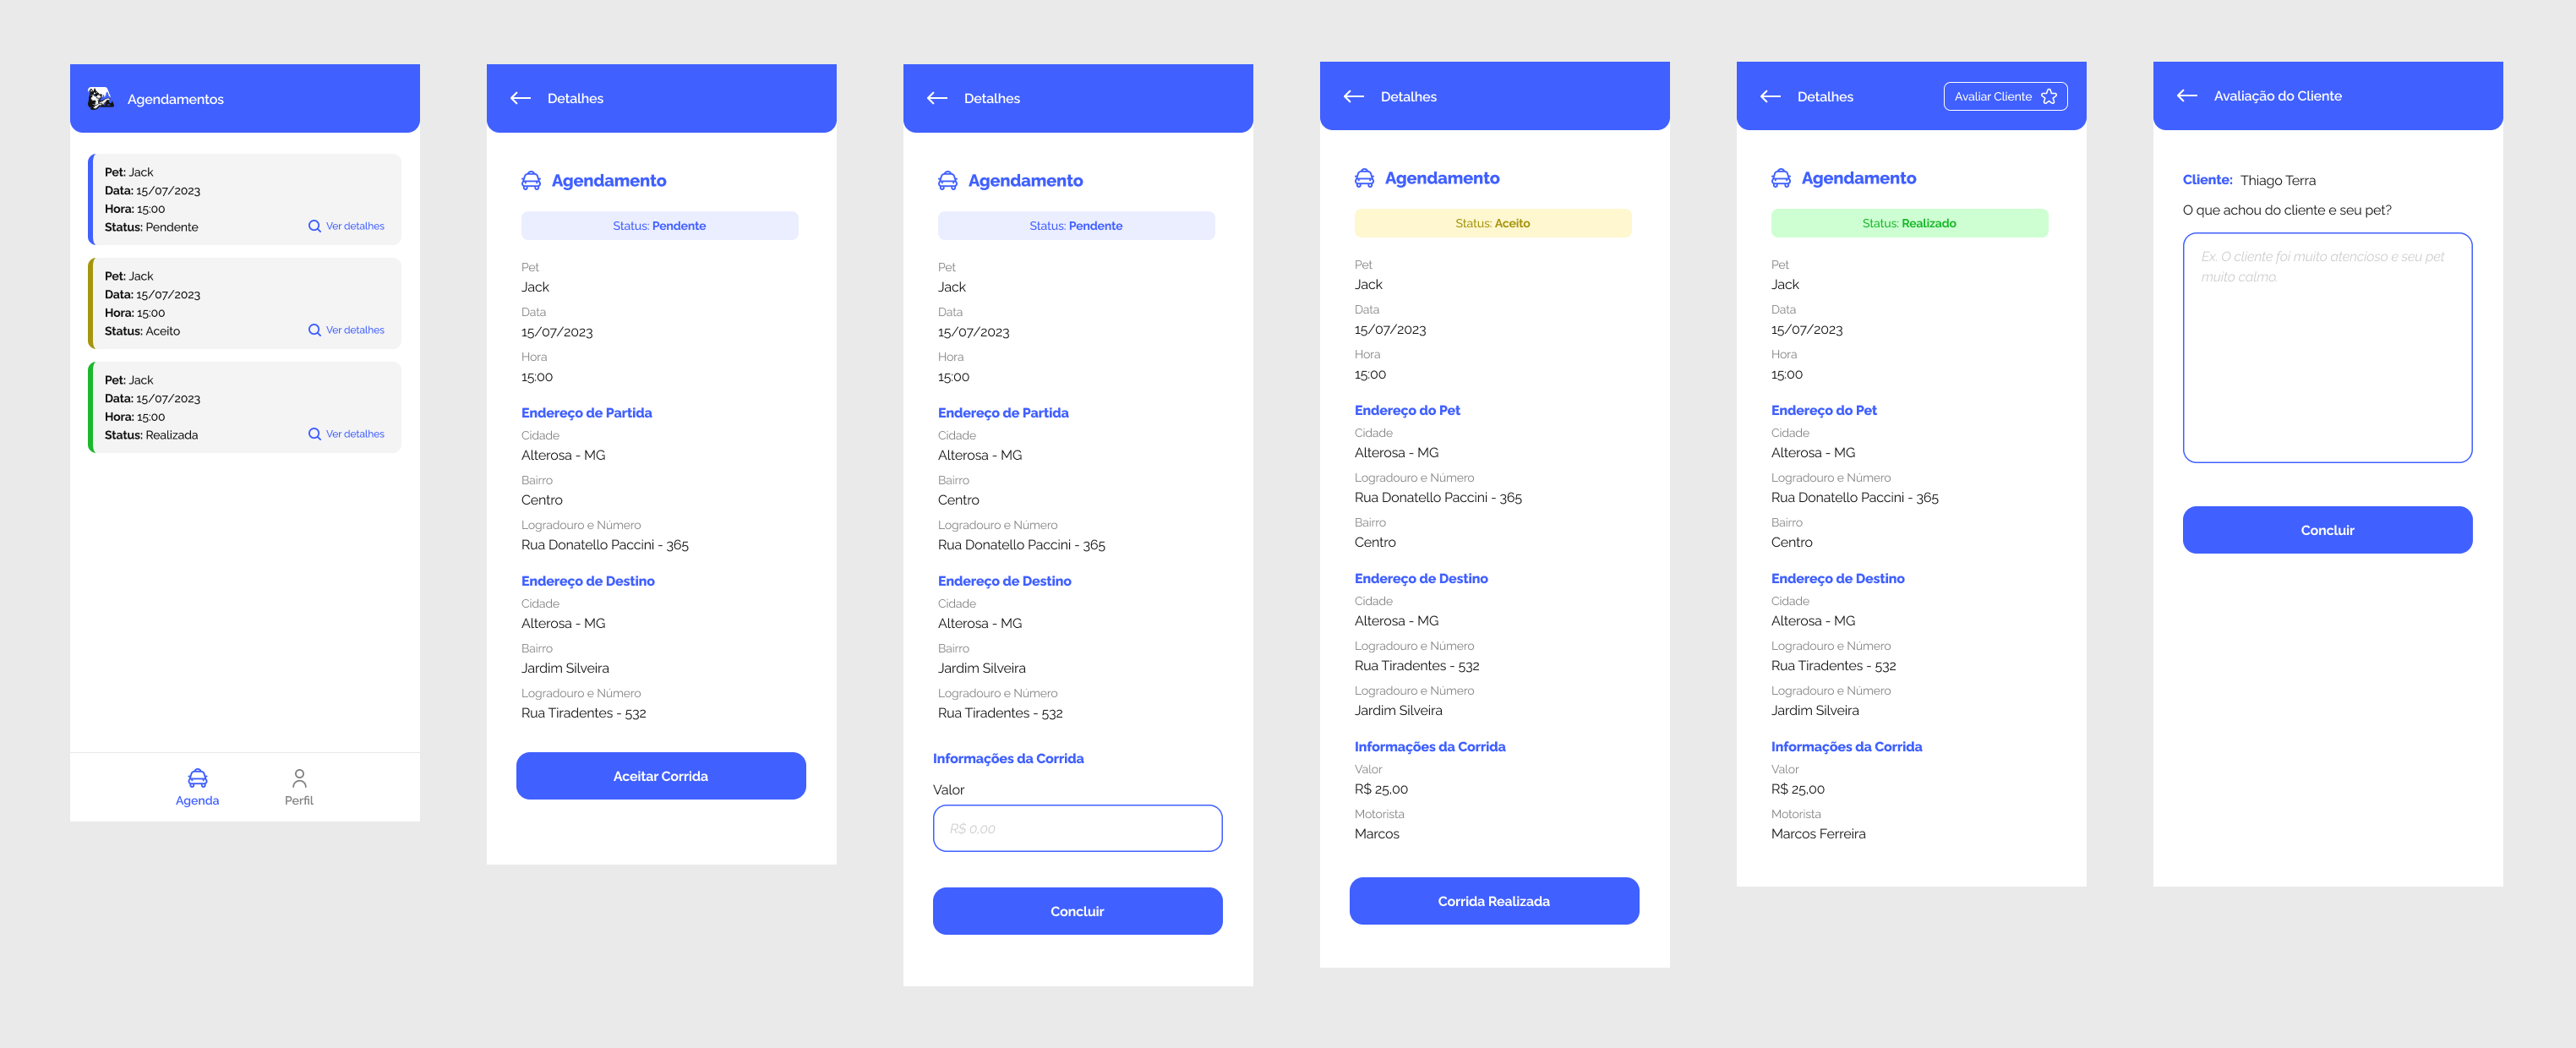 Agendamentos
Pet: Jack
Data: 15/07/2023
Hora: 15:00
Status: Pendente
Ver detalhes
Pet: Jack
Data: 15/07/2023
Hora: 15:00
Status: Aceito
Ver detalhes
Pet: Jack
Data: 15/07/2023
Hora: 15:00
Status: Realizada
Ver detalhes
Agenda
Perfil
Detalhes
Agendamento
Status: Pendente
Pet
Jack
Data
15/07/2023
Hora
15:00
Endereço de Partida
Cidade
Alterosa - MG
Bairro
Centro
Logradouro e Número
Rua Donatello Paccini - 365
Endereço de Destino
Cidade
Alterosa - MG
Bairro
Jardim Silveira
Logradouro e Número
Rua Tiradentes - 532
Aceitar Corrida
Detalhes
Agendamento
Status: Pendente
Pet
Jack
Data
15/07/2023
Hora
15:00
Endereço de Partida
Cidade
Alterosa - MG
Bairro
Centro
Logradouro e Número
Rua Donatello Paccini - 365
Endereço de Destino
Cidade
Alterosa - MG
Bairro
Jardim Silveira
Logradouro e Número
Rua Tiradentes - 532
Informações da Corrida
Valor
R$ 0,00
Concluir
Detalhes
Agendamento
Status: Aceito
Pet
Jack
Data
15/07/2023
Hora
15:00
Endereço do Pet
Cidade
Alterosa - MG
Logradouro e Número
Rua Donatello Paccini - 365
Bairro
Centro
Endereço de Destino
Cidade
Alterosa - MG
Logradouro e Número
Rua Tiradentes - 532
Logradouro e Número
Jardim Silveira
Informações da Corrida
Valor
R$ 25,00
Motorista
Marcos
Corrida Realizada
Detalhes
Avaliar Cliente
Agendamento
Status: Realizado
Pet
Jack
Data
15/07/2023
Hora
15:00
Endereço do Pet
Cidade
Alterosa - MG
Logradouro e Número
Rua Donatello Paccini - 365
Bairro
Centro
Endereço de Destino
Cidade
Alterosa - MG
Logradouro e Número
Rua Tiradentes - 532
Logradouro e Número
Jardim Silveira
Informações da Corrida
Valor
R$ 25,00
Motorista
Marcos Ferreira
Avaliação do Cliente
Cliente: Thiago Terra
O que achou do cliente e seu pet?
Ex. O cliente foi muito atencioso e seu pet
muito calmo.
Concluir